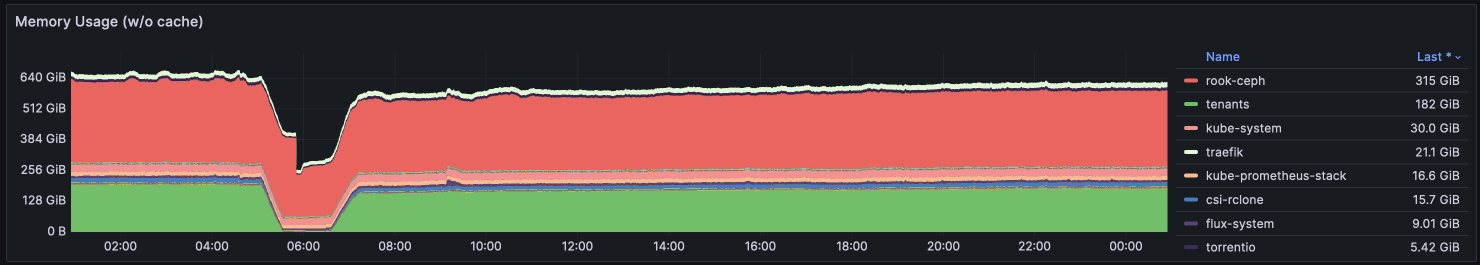 Memory Usage (w/o cache)
Name Last *
640 GiB
512 GiB
384 GiB
256 GiB
128 GiB
0 B
02:00 04:00 06:00 08:00 10:00 12:00 14:00 16:00 18:00 20:00 22:00 00:00
rook-ceph 315 GiB
tenants 182 GiB
kube-system 30.0 GiB
traefik 21.1 GiB
kube-prometheus-stack 16.6 GiB
csi-rclone 15.7 GiB
flux-system 9.01 GiB
torrentio 5.42 GiB